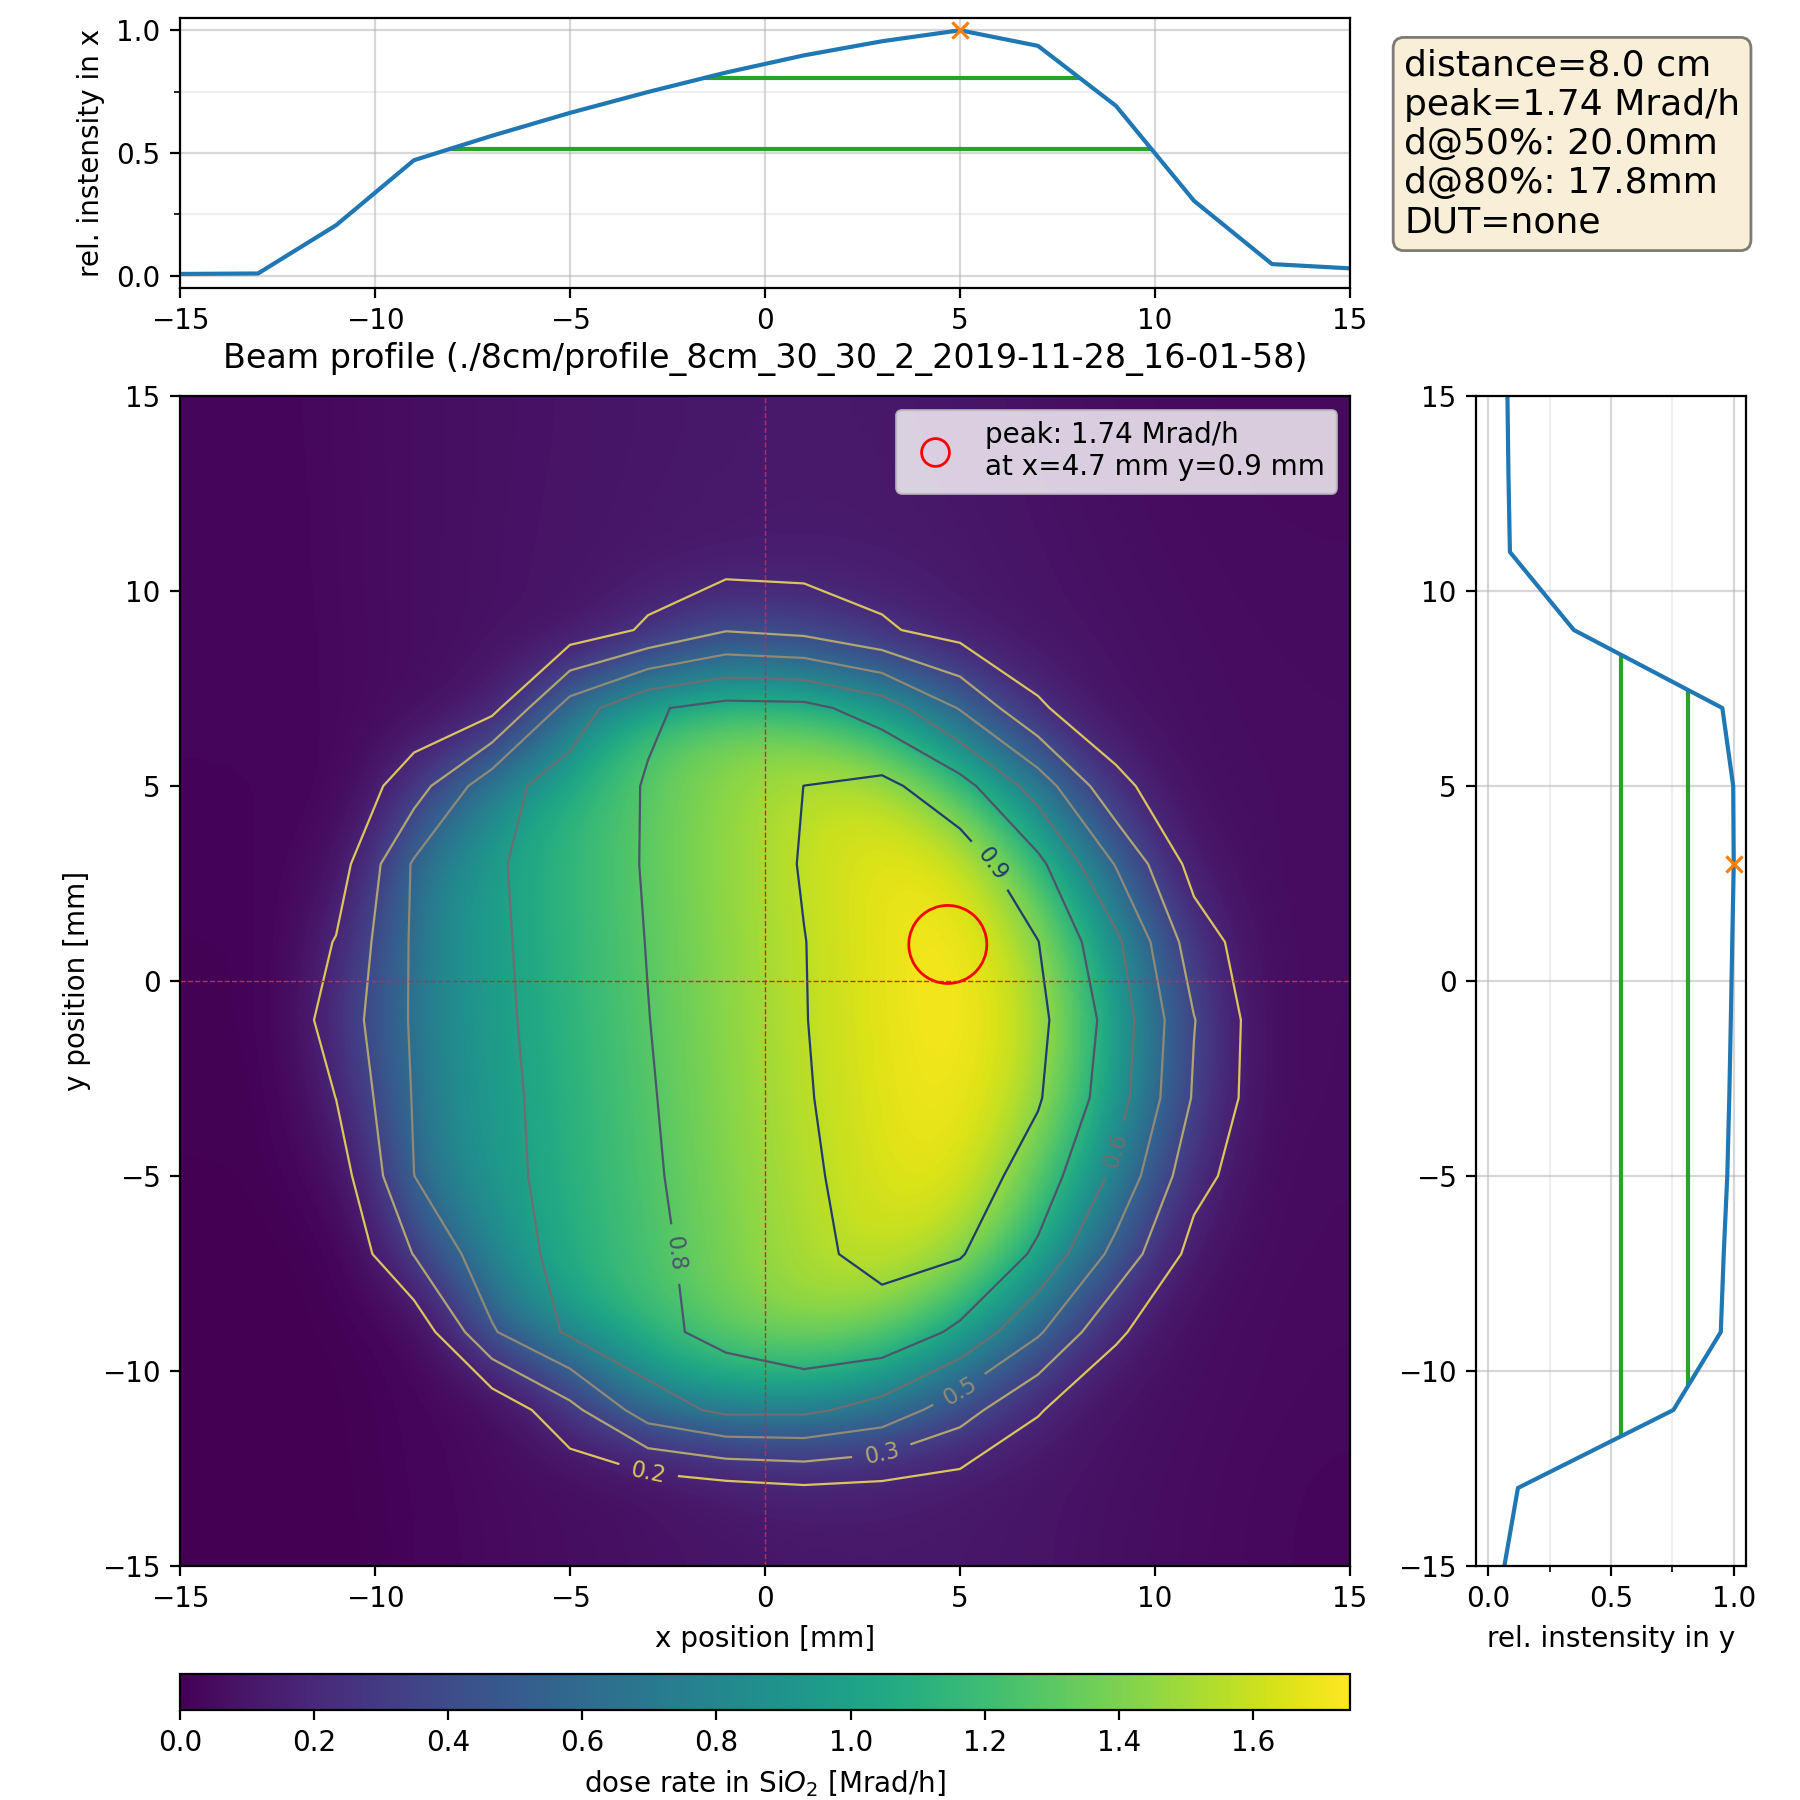 rel. instensity in x
1.0
0.5
0.0
−15 −10 −5 0 5 10 15
distance=8.0 cm
peak=1.74 Mrad/h
d@50%: 20.0mm
d@80%: 17.8mm
DUT=none
Beam profile (./8cm/profile_8cm_30_30_2_2019-11-28_16-01-58)
peak: 1.74 Mrad/h
at x=4.7 mm y=0.9 mm
y position [mm]
15
10
5
0
−5
−10
−15
0.9
0.6
0.8
0.5
0.3
0.2
−15 −10 −5 0 5 10 15
x position [mm]
15
10
5
0
−5
−10
−15
0.0 0.5 1.0
rel. instensity in y
0.0 0.2 0.4 0.6 0.8 1.0 1.2 1.4 1.6
dose rate in SiO₂ [Mrad/h]